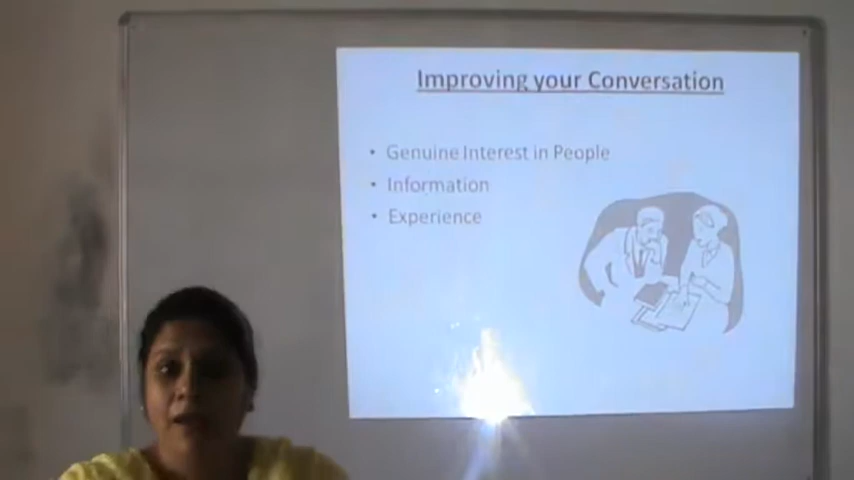 Improving your Conversation
• Genuine Interest in People
• Information
• Experience